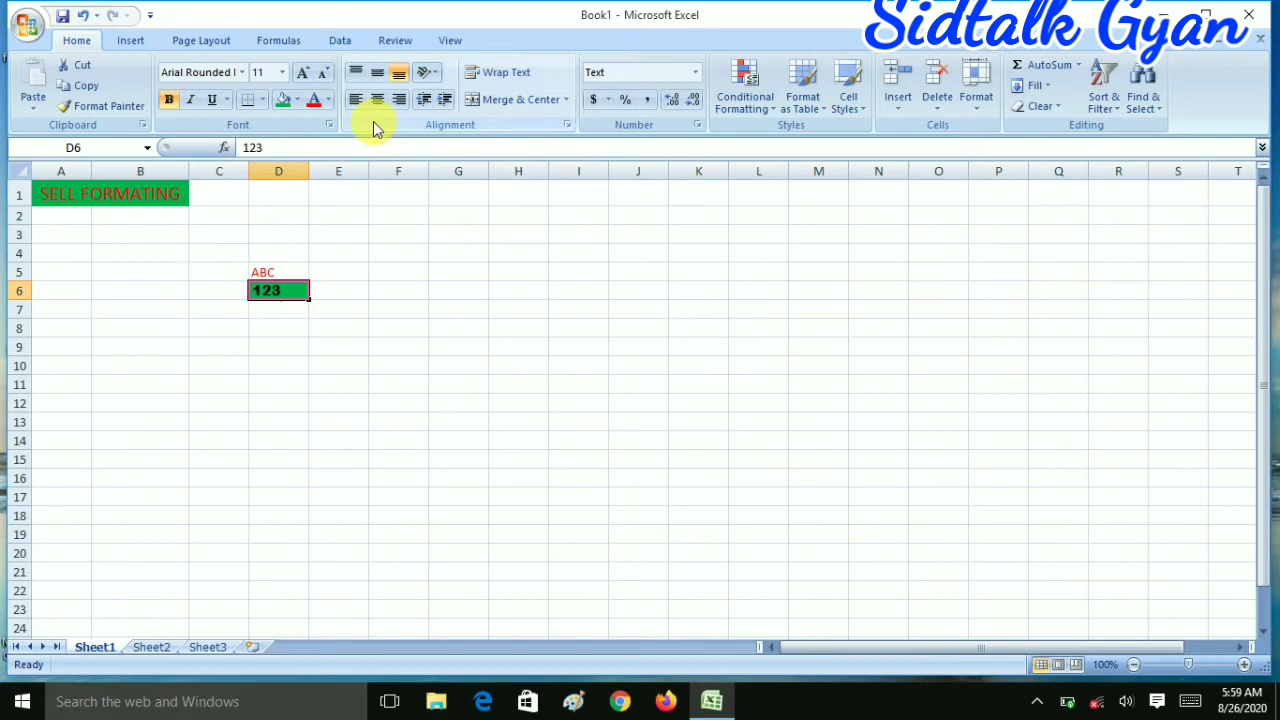 Book1 - Microsoft Excel
Sidtalk Gyan
Home Insert Page Layout Formulas Data Review View
Paste
Cut
Copy
Format Painter
Clipboard
Arial Rounded 11
B I U
Font
Wrap Text
Merge & Center
Alignment
Text
$ % ,
Number
Conditional Formatting
Format as Table
Cell Styles
Styles
Insert Delete Format
Cells
Σ AutoSum
Fill
Clear
Sort & Filter
Find & Select
Editing
D6 fx 123
A B C D E F G H I J K L M N O P Q R S T
1 SELL FORMATING
2
3
4
5 ABC
6 123
7
8
9
10
11
12
13
14
15
16
17
18
19
20
21
22
23
24
Sheet1 Sheet2 Sheet3
Ready 100%
Search the web and Windows
5:59 AM
8/26/2020